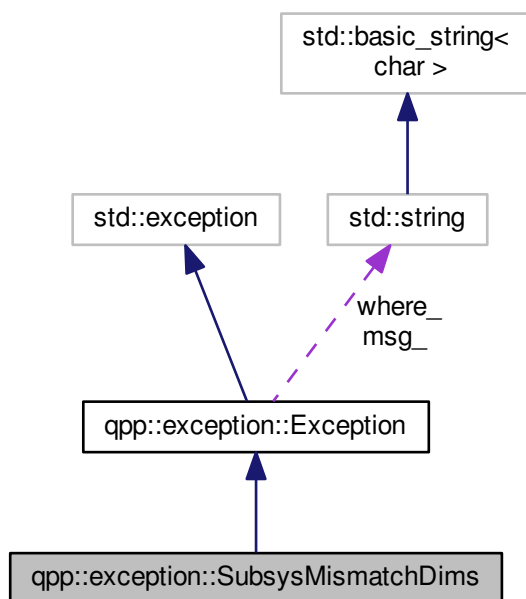 std::basic_string<
char >
std::exception
std::string
where_
msg_
qpp::exception::Exception
qpp::exception::SubsysMismatchDims